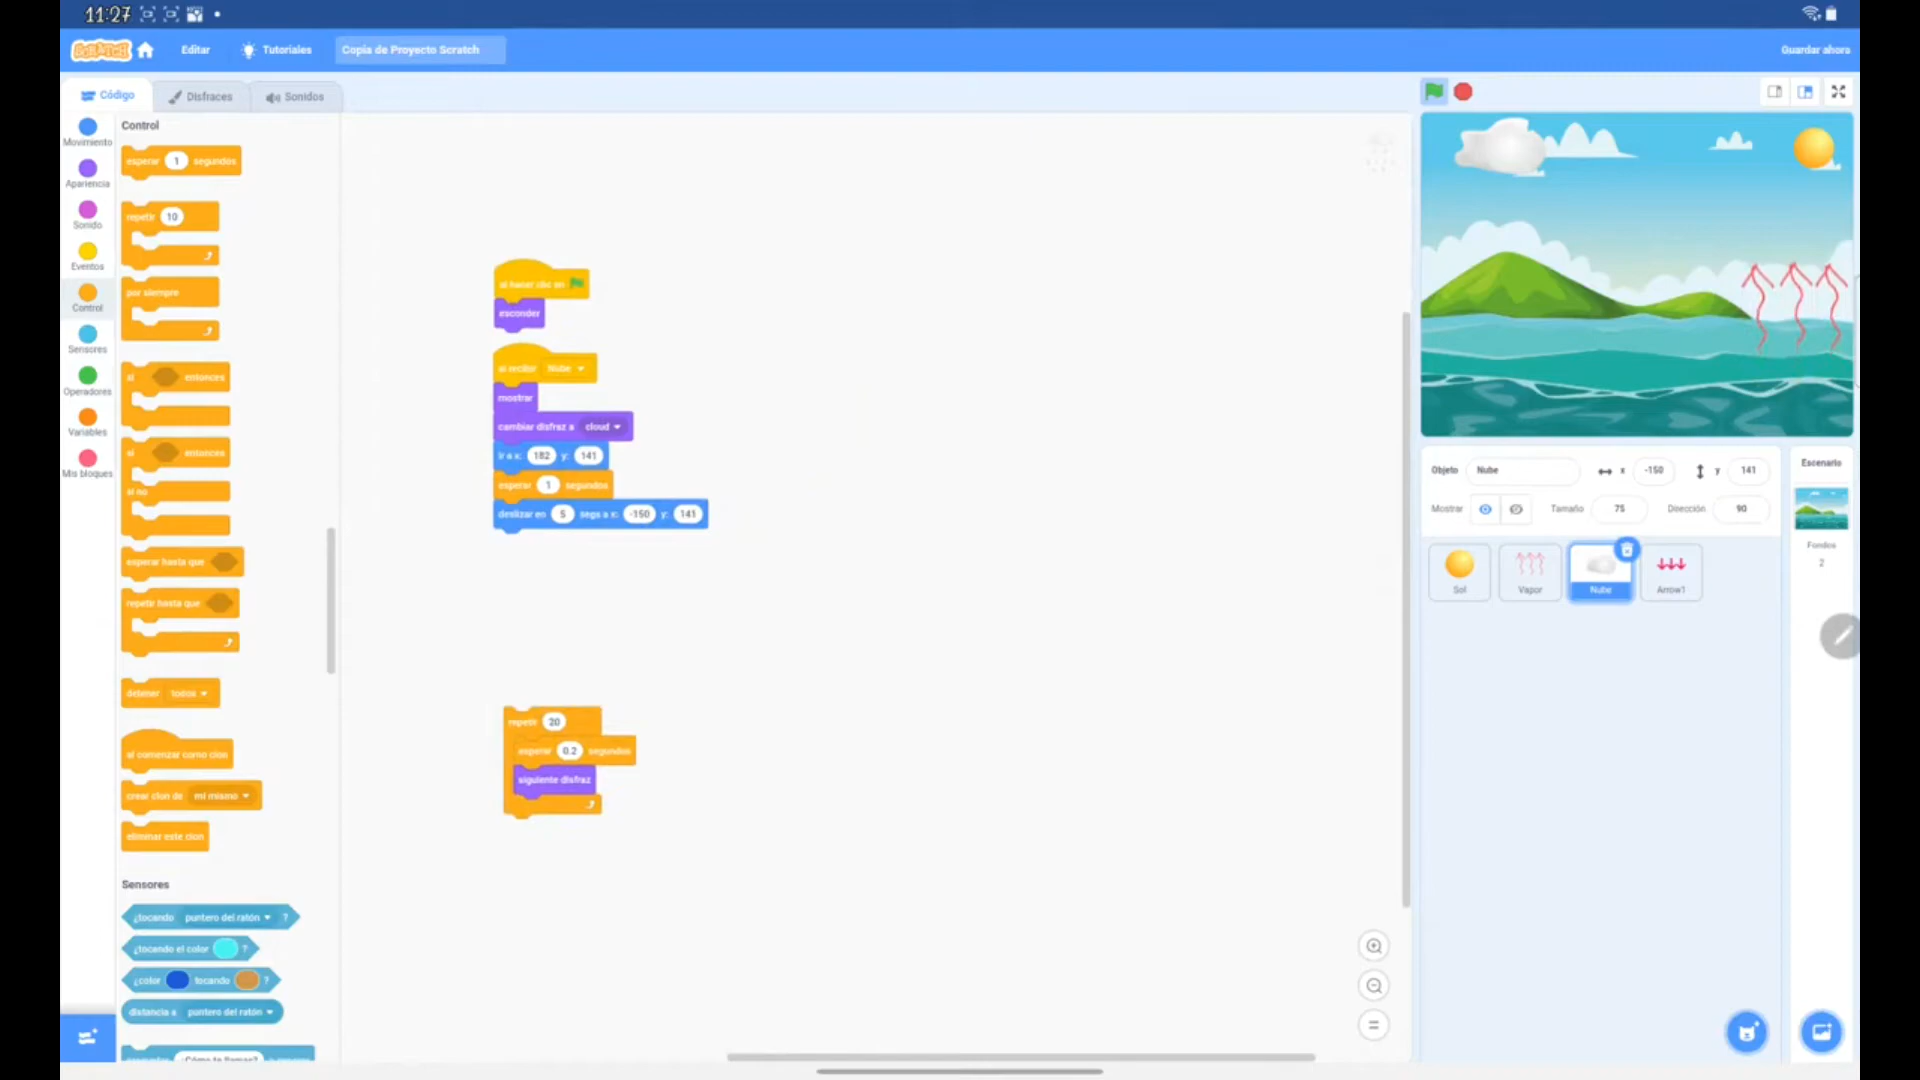 11:27
SCRATCH
Editar
Tutoriales
Copia de Proyecto Scratch
Guardar ahora
Código
Disfraces
Sonidos
Movimiento
Apariencia
Sonido
Eventos
Control
Sensores
Operadores
Variables
Mis bloques
Control
esperar 1 segundos
repetir 10
por siempre
si entonces
si entonces
si no
esperar hasta que
repetir hasta que
detener todos
al comenzar como clon
crear clon de mí mismo
eliminar este clon
Sensores
¿tocando puntero del ratón ?
¿tocando el color ?
¿color tocando ?
distancia a puntero del ratón
¿Cómo te llamas?
al hacer clic en
esconder
al recibir Nube
mostrar
cambiar disfraz a cloud
ir a x: 182 y: 141
esperar 1 segundos
deslizar en 5 segs a x: -150 y: 141
repetir 20
esperar 0.2 segundos
siguiente disfraz
Objeto Nube x -150 y 141
Mostrar Tamaño 75 Dirección 90
Sol
Vapor
Nube
Arrow1
Escenario
Fondos
2